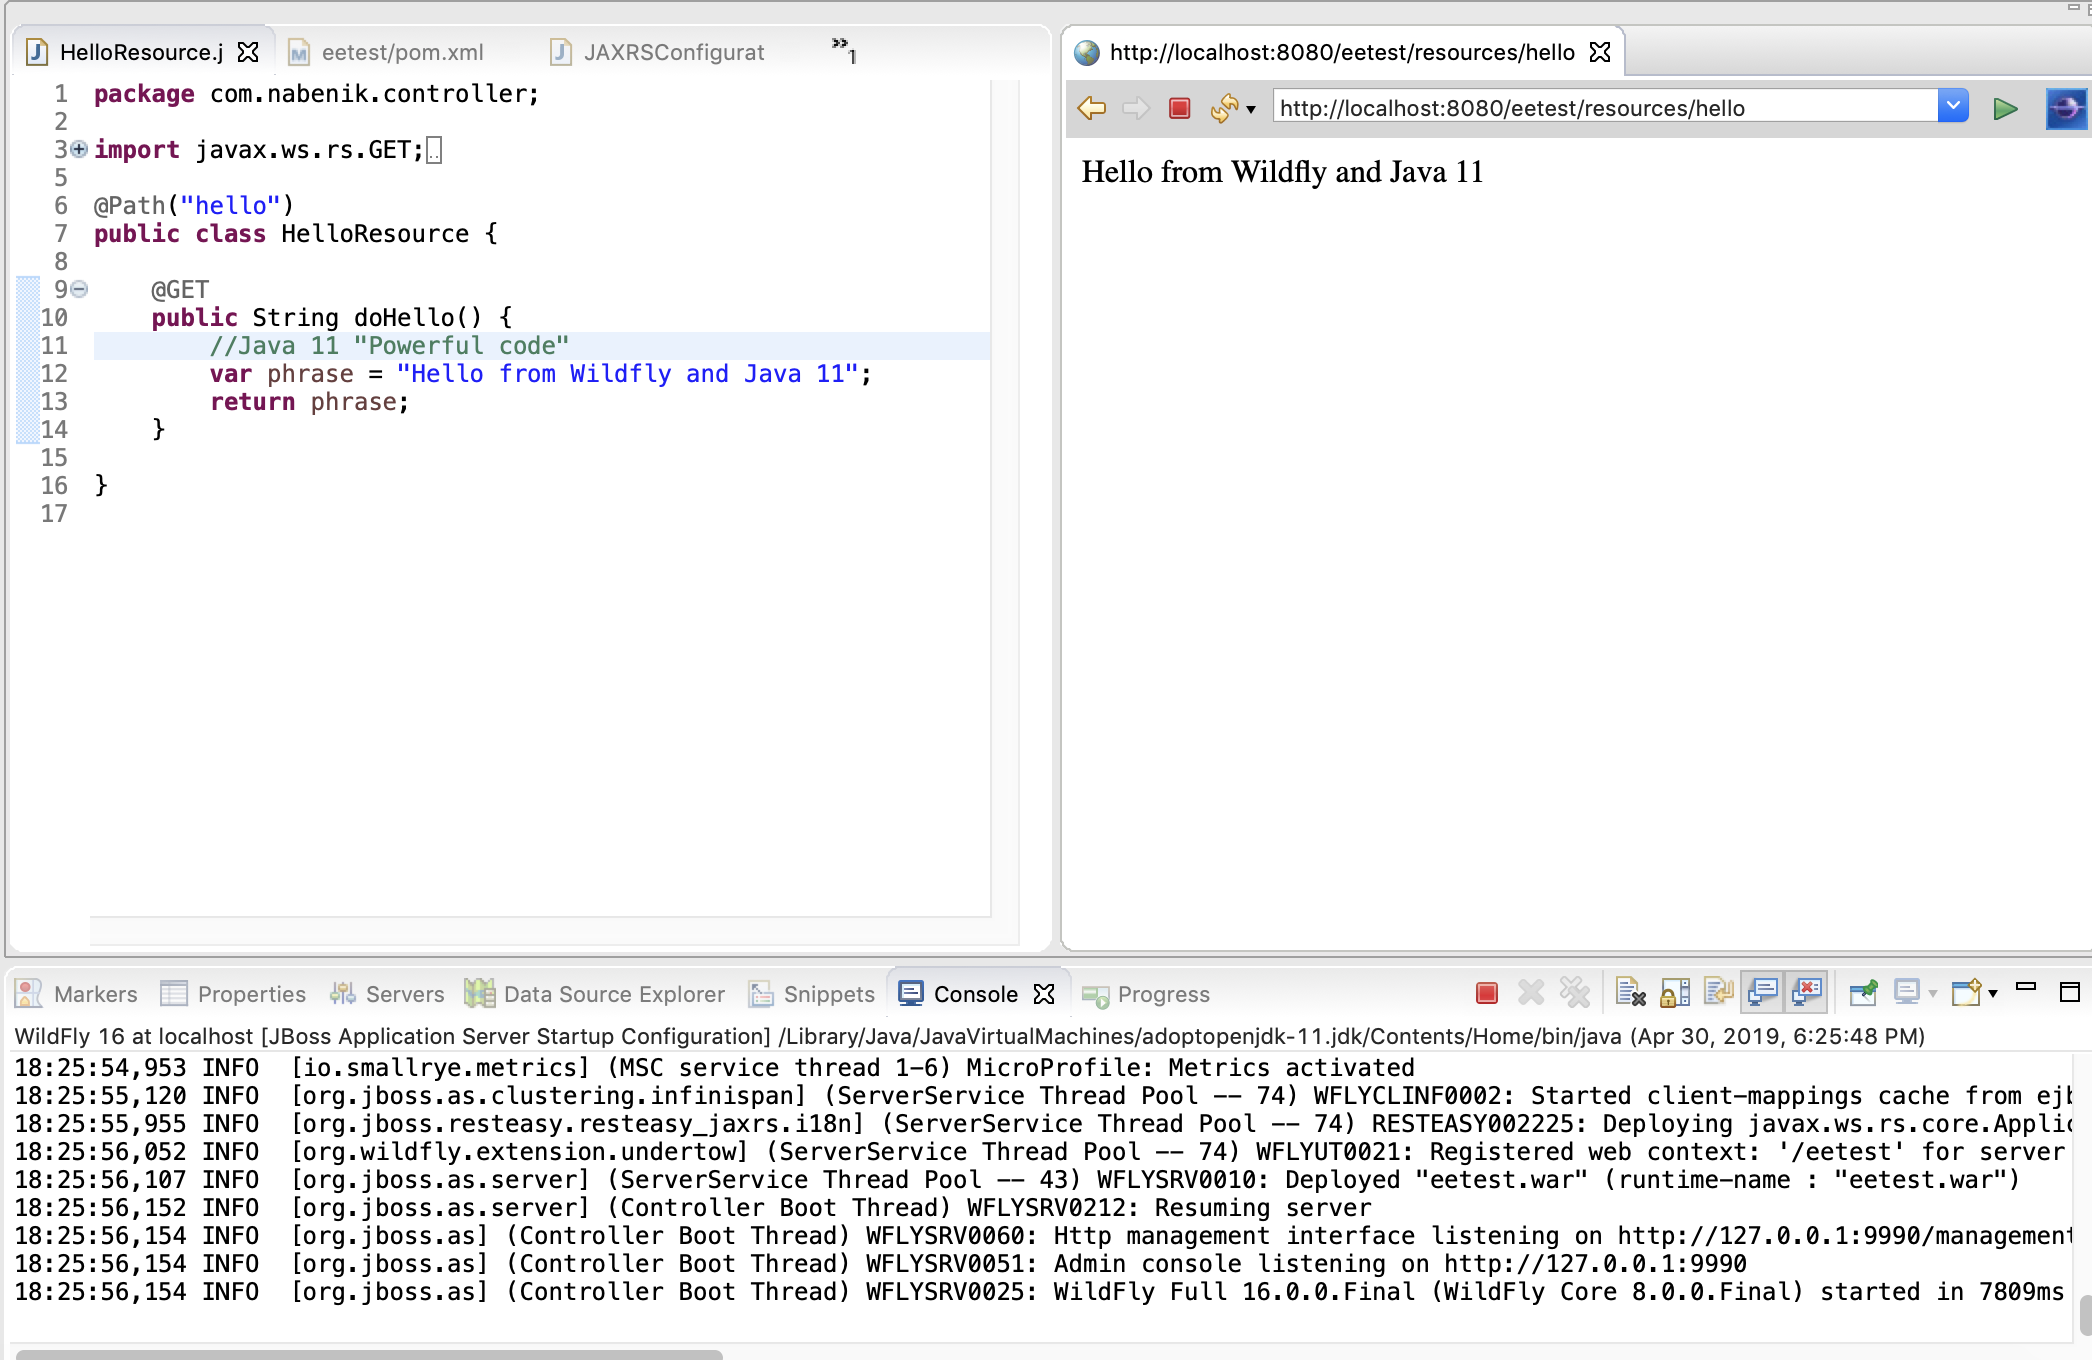 HelloResource.j
eetest/pom.xml
JAXRSConfigurat
»1
1 package com.nabenik.controller;
2
3 import javax.ws.rs.GET;
5
6 @Path("hello")
7 public class HelloResource {
8
9     @GET
10     public String doHello() {
11         //Java 11 "Powerful code"
12         var phrase = "Hello from Wildfly and Java 11";
13         return phrase;
14     }
15
16 }
17
http://localhost:8080/eetest/resources/hello
http://localhost:8080/eetest/resources/hello
Hello from Wildfly and Java 11
Markers Properties Servers Data Source Explorer Snippets Console Progress
WildFly 16 at localhost [JBoss Application Server Startup Configuration] /Library/Java/JavaVirtualMachines/adoptopenjdk-11.jdk/Contents/Home/bin/java (Apr 30, 2019, 6:25:48 PM)
18:25:54,953 INFO  [io.smallrye.metrics] (MSC service thread 1-6) MicroProfile: Metrics activated
18:25:55,120 INFO  [org.jboss.as.clustering.infinispan] (ServerService Thread Pool -- 74) WFLYCLINF0002: Started client-mappings cache from ejb
18:25:55,955 INFO  [org.jboss.resteasy.resteasy_jaxrs.i18n] (ServerService Thread Pool -- 74) RESTEASY002225: Deploying javax.ws.rs.core.Applic
18:25:56,052 INFO  [org.wildfly.extension.undertow] (ServerService Thread Pool -- 74) WFLYUT0021: Registered web context: '/eetest' for server
18:25:56,107 INFO  [org.jboss.as.server] (ServerService Thread Pool -- 43) WFLYSRV0010: Deployed "eetest.war" (runtime-name : "eetest.war")
18:25:56,152 INFO  [org.jboss.as.server] (Controller Boot Thread) WFLYSRV0212: Resuming server
18:25:56,154 INFO  [org.jboss.as] (Controller Boot Thread) WFLYSRV0060: Http management interface listening on http://127.0.0.1:9990/management
18:25:56,154 INFO  [org.jboss.as] (Controller Boot Thread) WFLYSRV0051: Admin console listening on http://127.0.0.1:9990
18:25:56,154 INFO  [org.jboss.as] (Controller Boot Thread) WFLYSRV0025: WildFly Full 16.0.0.Final (WildFly Core 8.0.0.Final) started in 7809ms